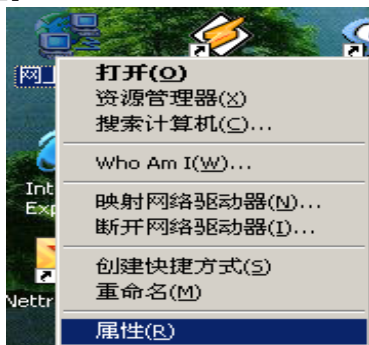 网上
打开(O)
资源管理器(X)
搜索计算机(C)...
Who Am I(W)...
Int
Exp
映射网络驱动器(N)...
断开网络驱动器(I)...
创建快捷方式(S)
重命名(M)
Nettr
属性(R)